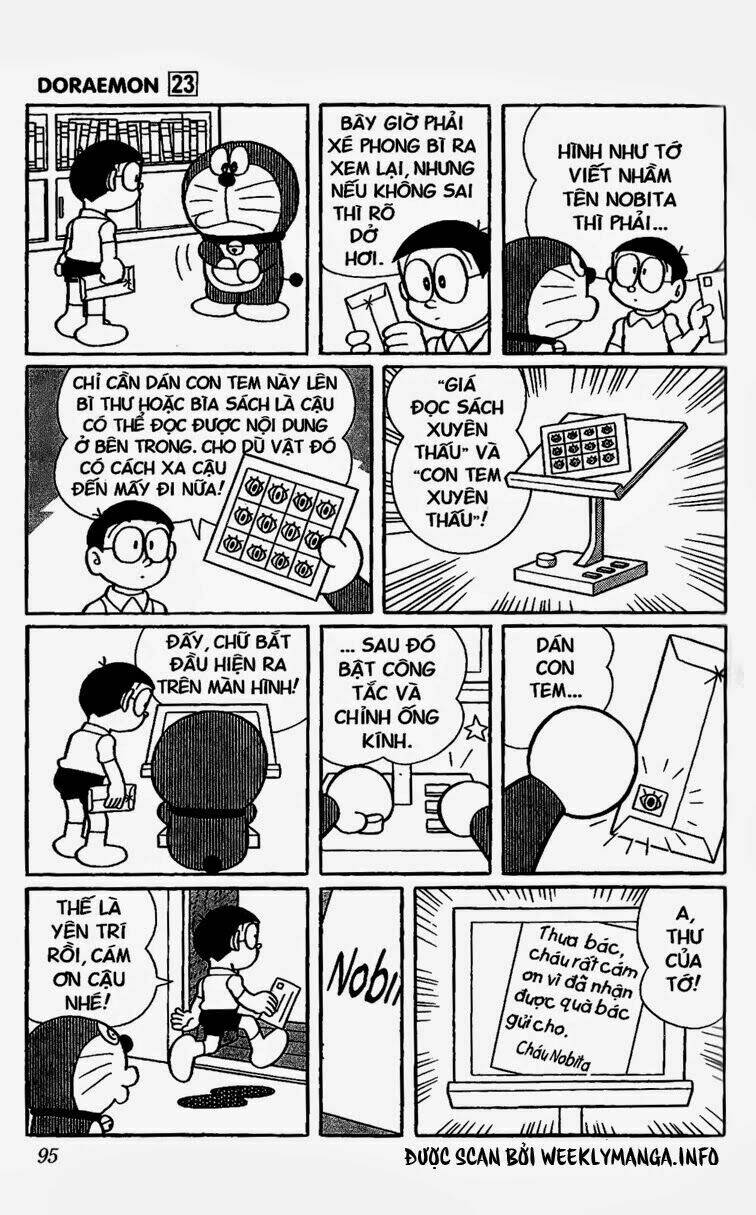 DORAEMON 23
HÌNH NHƯ TỚ
VIẾT NHẦM
TÊN NOBITA
THÌ PHẢI...
BÂY GIỜ PHẢI
XÉ PHONG BÌ RA
XEM LẠI, NHƯNG
NẾU KHÔNG SAI
THÌ RÕ
DỞ
HƠI.
"GIÁ
ĐỌC SÁCH
XUYÊN
THẤU" VÀ
"CON TEM
XUYÊN
THẤU"!
CHỈ CẦN DÁN CON TEM NÀY LÊN
BÌ THƯ HOẶC BÌA SÁCH LÀ CẬU
CÓ THỂ ĐỌC ĐƯỢC NỘI DUNG
Ở BÊN TRONG. CHO DÙ VẬT ĐÓ
CÓ CÁCH XA CẬU
ĐẾN MẤY ĐI NỮA!
DÁN
CON
TEM...
... SAU ĐÓ
BẬT CÔNG
TẮC VÀ
CHỈNH ỐNG
KÍNH.
ĐẤY, CHỮ BẮT
ĐẦU HIỆN RA
TRÊN MÀN HÌNH!
A,
THƯ
CỦA
TỚ!
Thưa bác,
cháu rất cám
ơn vì đã nhận
được quà bác
gửi cho.
Cháu Nobita
Nobi
THẾ LÀ
YÊN TRÍ
RỒI, CÁM
ƠN CẬU
NHÉ!
95
ĐƯỢC SCAN BỞI WEEKLYMANGA.INFO